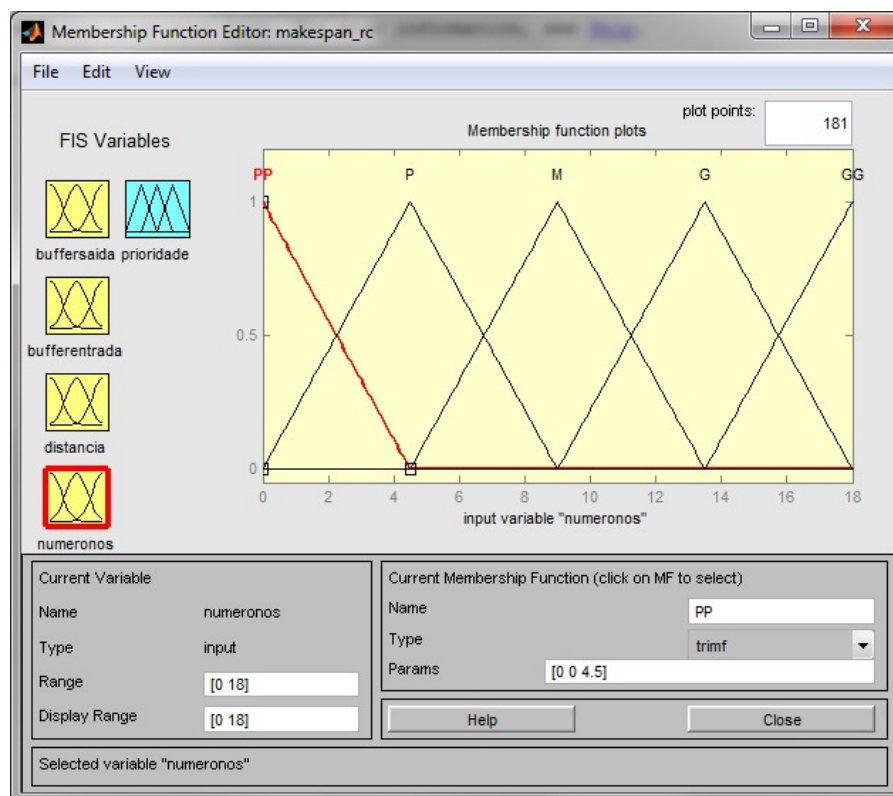 Membership Function Editor: makespan_rc
File Edit View
FIS Variables
buffersaida prioridade
bufferentrada
distancia
numeronos
plot points: 181
Membership function plots
PP P M G GG
1
0.5
0
0 2 4 6 8 10 12 14 16 18
input variable "numeronos"
Current Variable
Name numeronos
Type input
Range [0 18]
Display Range [0 18]
Current Membership Function (click on MF to select)
Name PP
Type trimf
Params [0 0 4.5]
Help Close
Selected variable "numeronos"